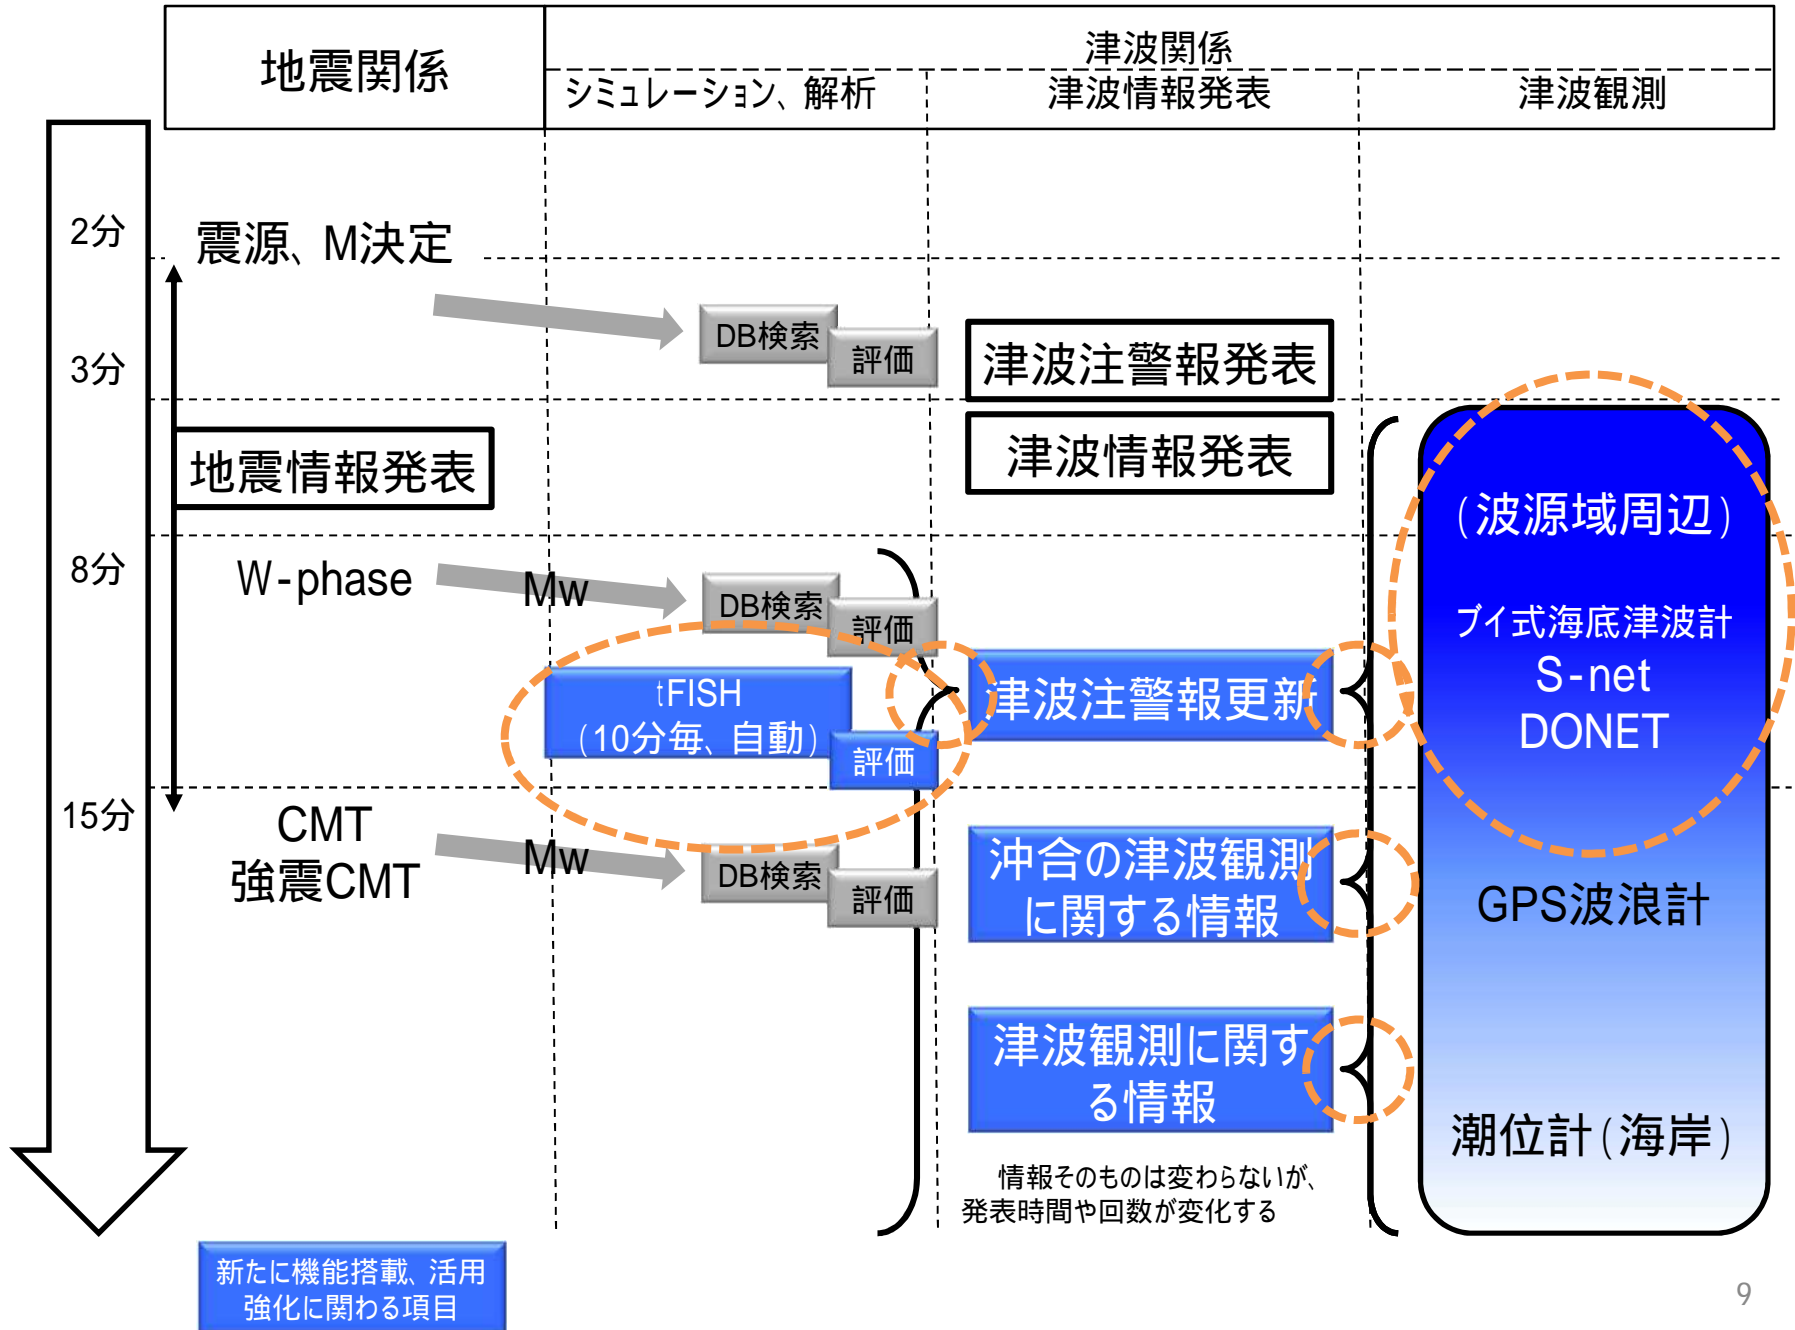 地震関係
津波関係
シミュレーション、解析
津波情報発表
津波観測
2分
震源、M決定
DB検索
評価
3分
津波注警報発表
津波情報発表
地震情報発表
(波源域周辺)
8分
W-phase
Mw
DB検索
評価
ブイ式海底津波計
S-net
DONET
tFISH
(10分毎、自動)
評価
津波注警報更新
15分
CMT
強震CMT
Mw
DB検索
評価
沖合の津波観測
に関する情報
GPS波浪計
津波観測に関す
る情報
潮位計(海岸)
情報そのものは変わらないが、
発表時間や回数が変化する
新たに機能搭載、活用
強化に関わる項目
9